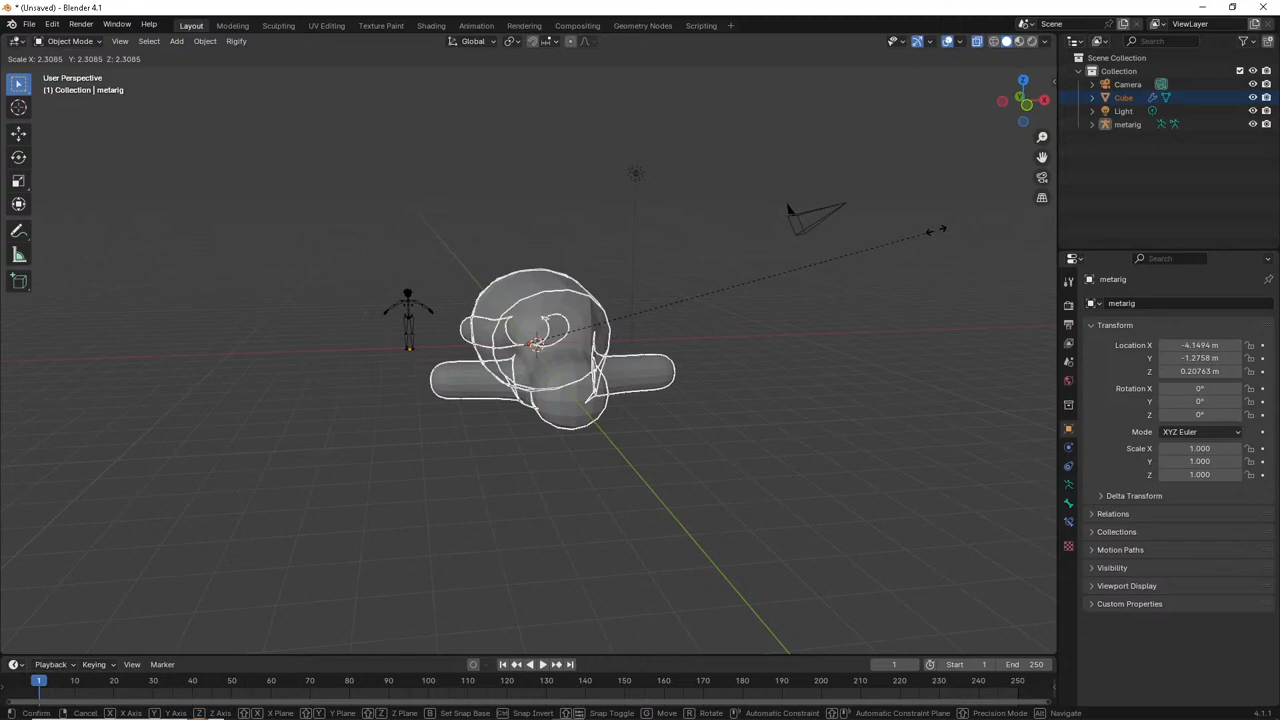 * (Unsaved) - Blender 4.1
File Edit Render Window Help
Layout Modeling Sculpting UV Editing Texture Paint Shading Animation Rendering Compositing Geometry Nodes Scripting +
Scene
ViewLayer
Object Mode View Select Add Object Rigify
Global
Search
Scale X: 2.3085 Y: 2.3085 Z: 2.3085
User Perspective
(1) Collection | metarig
Z
X
Y
Scene Collection
Collection
Camera
Cube
Light
metarig
Search
metarig
metarig
Transform
Location X -4.1494 m
Y -1.2758 m
Z 0.20763 m
Rotation X 0°
Y 0°
Z 0°
Mode XYZ Euler
Scale X 1.000
Y 1.000
Z 1.000
Delta Transform
Relations
Collections
Motion Paths
Visibility
Viewport Display
Custom Properties
Playback Keying View Marker
1
Start 1 End 250
1 10 20 30 40 50 60 70 80 90 100 110 120 130 140 150 160 170 180 190 200 210 220 230 240 250
Confirm Cancel X X Axis Y Y Axis Z Z Axis X X Plane Y Y Plane Z Z Plane B Set Snap Base Snap Invert Snap Toggle G Move R Rotate Automatic Constraint Automatic Constraint Plane Precision Mode Alt Navigate
4.1.1